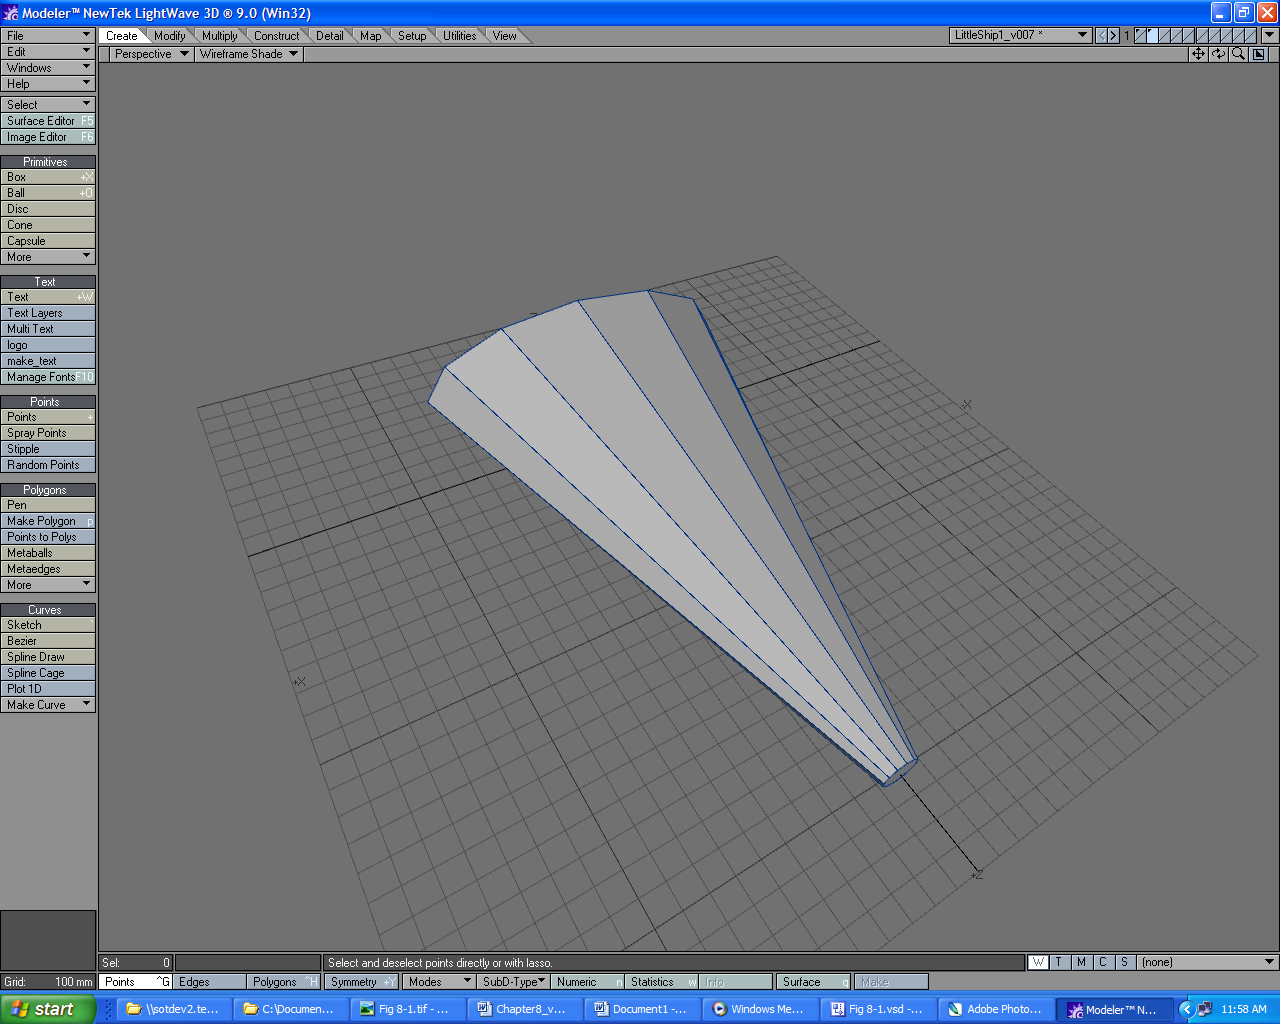 Modeler™ NewTek LightWave 3D ® 9.0 (Win32)
File Create Modify Multiply Construct Detail Map Setup Utilities View LittleShip1_v007 * 1
Edit Perspective Wireframe Shade
Windows
Help
Select
Surface Editor F5
Image Editor F6
Primitives
Box +X
Ball +O
Disc
Cone
Capsule
More
Text
Text +W
Text Layers
Multi Text
logo
make_text
Manage Fonts F10
Points
Points +
Spray Points
Stipple
Random Points
Polygons
Pen
Make Polygon p
Points to Polys
Metaballs
Metaedges
More
Curves
Sketch
Bezier
Spline Draw
Spline Cage
Plot 1D
Make Curve
-X
+X
+Z
Sel: 0 Select and deselect points directly or with lasso. W T M C S (none)
Grid: 100 mm Points ^G Edges Polygons ^H Symmetry +Y Modes SubD-Type Numeric n Statistics w Info Surface q Make
start \\sotdev2.te... C:\Documen... Fig 8-1.tif - ... Chapter8_v... Document1 -... Windows Me... Fig 8-1.vsd -... Adobe Photo... Modeler™ N... 11:58 AM